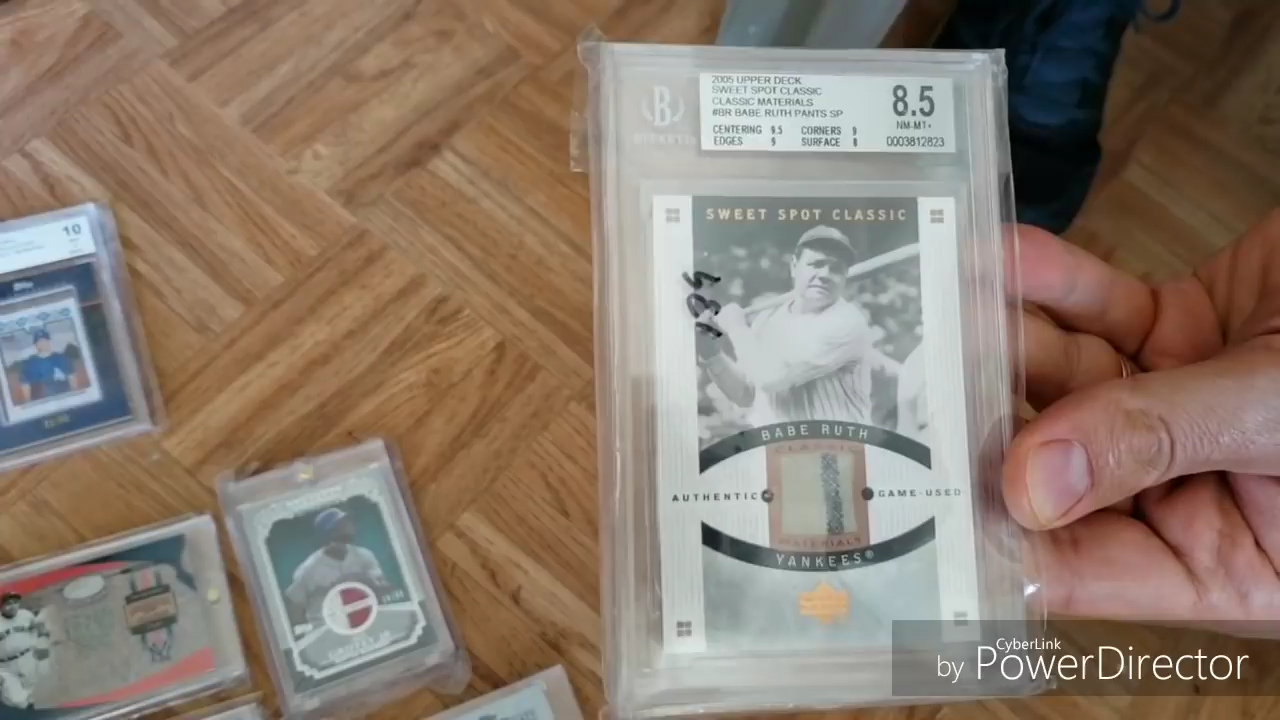 2005 UPPER DECK
SWEET SPOT CLASSIC
CLASSIC MATERIALS
#BR BABE RUTH PANTS SP
8.5
NM-MT+
CENTERING 9.5 CORNERS 9
EDGES 9 SURFACE 8
0003812823
B
BECKETT
SWEET SPOT CLASSIC
BABE RUTH
CLASSIC
AUTHENTIC GAME-USED
MATERIALS
YANKEES®
10
CyberLink
by PowerDirector